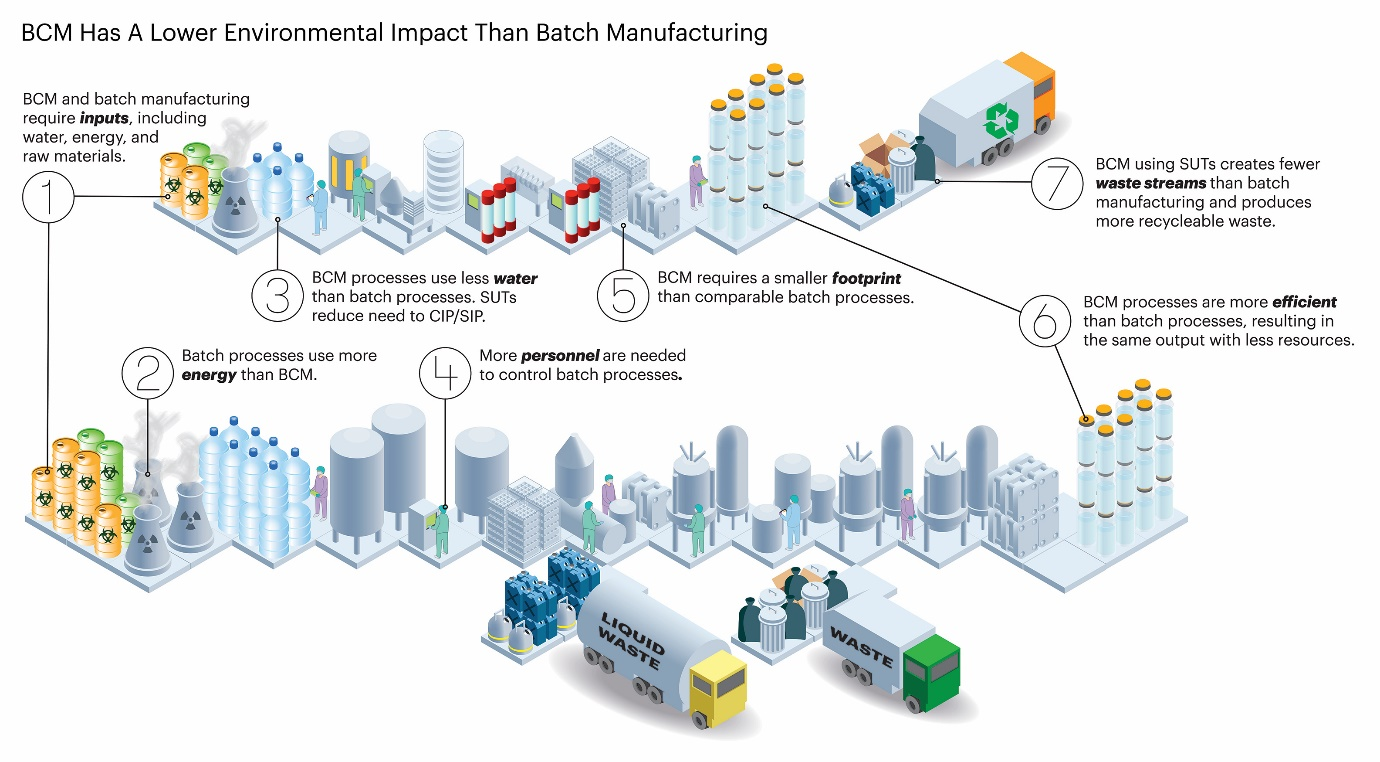 BCM Has A Lower Environmental Impact Than Batch Manufacturing
BCM and batch manufacturing
require inputs, including
water, energy, and
raw materials.
1
7
BCM using SUTs creates fewer
waste streams than batch
manufacturing and produces
more recycleable waste.
3
BCM processes use less water
than batch processes. SUTs
reduce need to CIP/SIP.
5
BCM requires a smaller footprint
than comparable batch processes.
6
BCM processes are more efficient
than batch processes, resulting in
the same output with less resources.
2
Batch processes use more
energy than BCM.
4
More personnel are needed
to control batch processes.
LIQUID
WASTE
WASTE